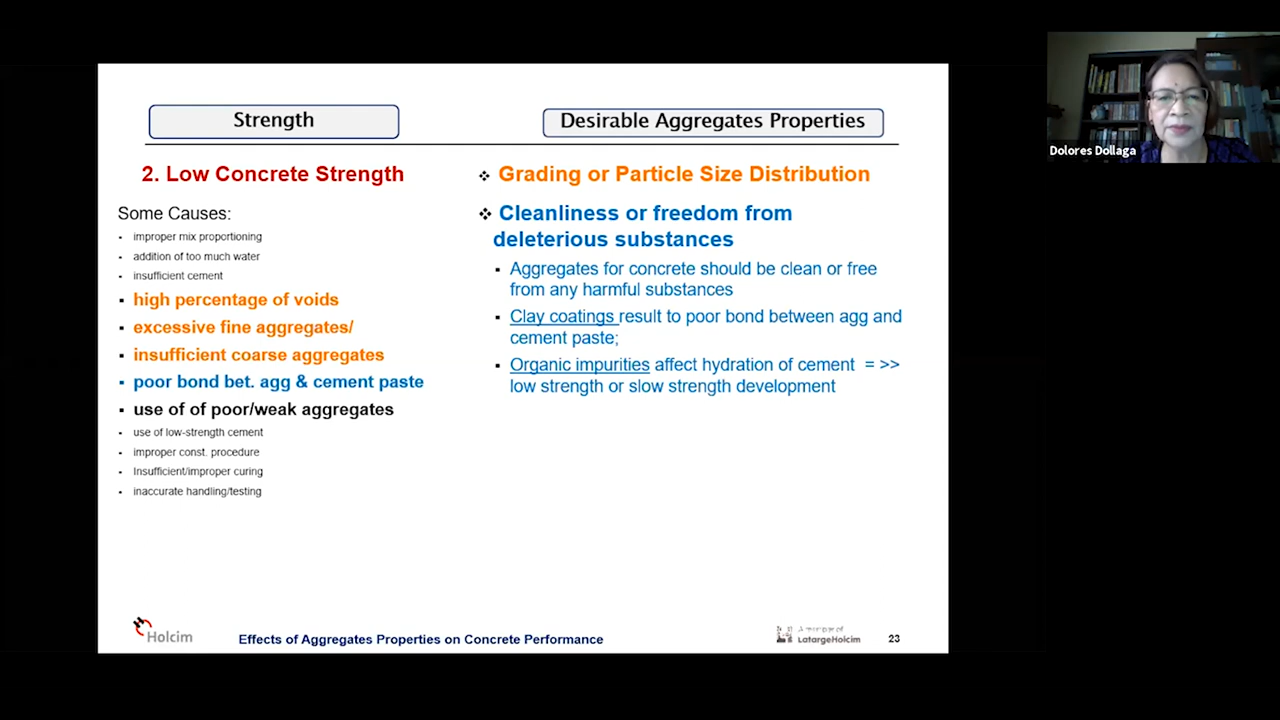 Strength
Desirable Aggregates Properties
2. Low Concrete Strength
Some Causes:
▪ improper mix proportioning
▪ addition of too much water
▪ insufficient cement
▪ high percentage of voids
▪ excessive fine aggregates/
▪ insufficient coarse aggregates
▪ poor bond bet. agg & cement paste
▪ use of of poor/weak aggregates
▪ use of low-strength cement
▪ improper const. procedure
▪ Insufficient/improper curing
▪ inaccurate handling/testing
❖ Grading or Particle Size Distribution
❖ Cleanliness or freedom from
deleterious substances
▪ Aggregates for concrete should be clean or free
from any harmful substances
▪ Clay coatings result to poor bond between agg and
cement paste;
▪ Organic impurities affect hydration of cement = >>
low strength or slow strength development
Holcim
Effects of Aggregates Properties on Concrete Performance
A member of
LafargeHolcim
23
Dolores Dollaga